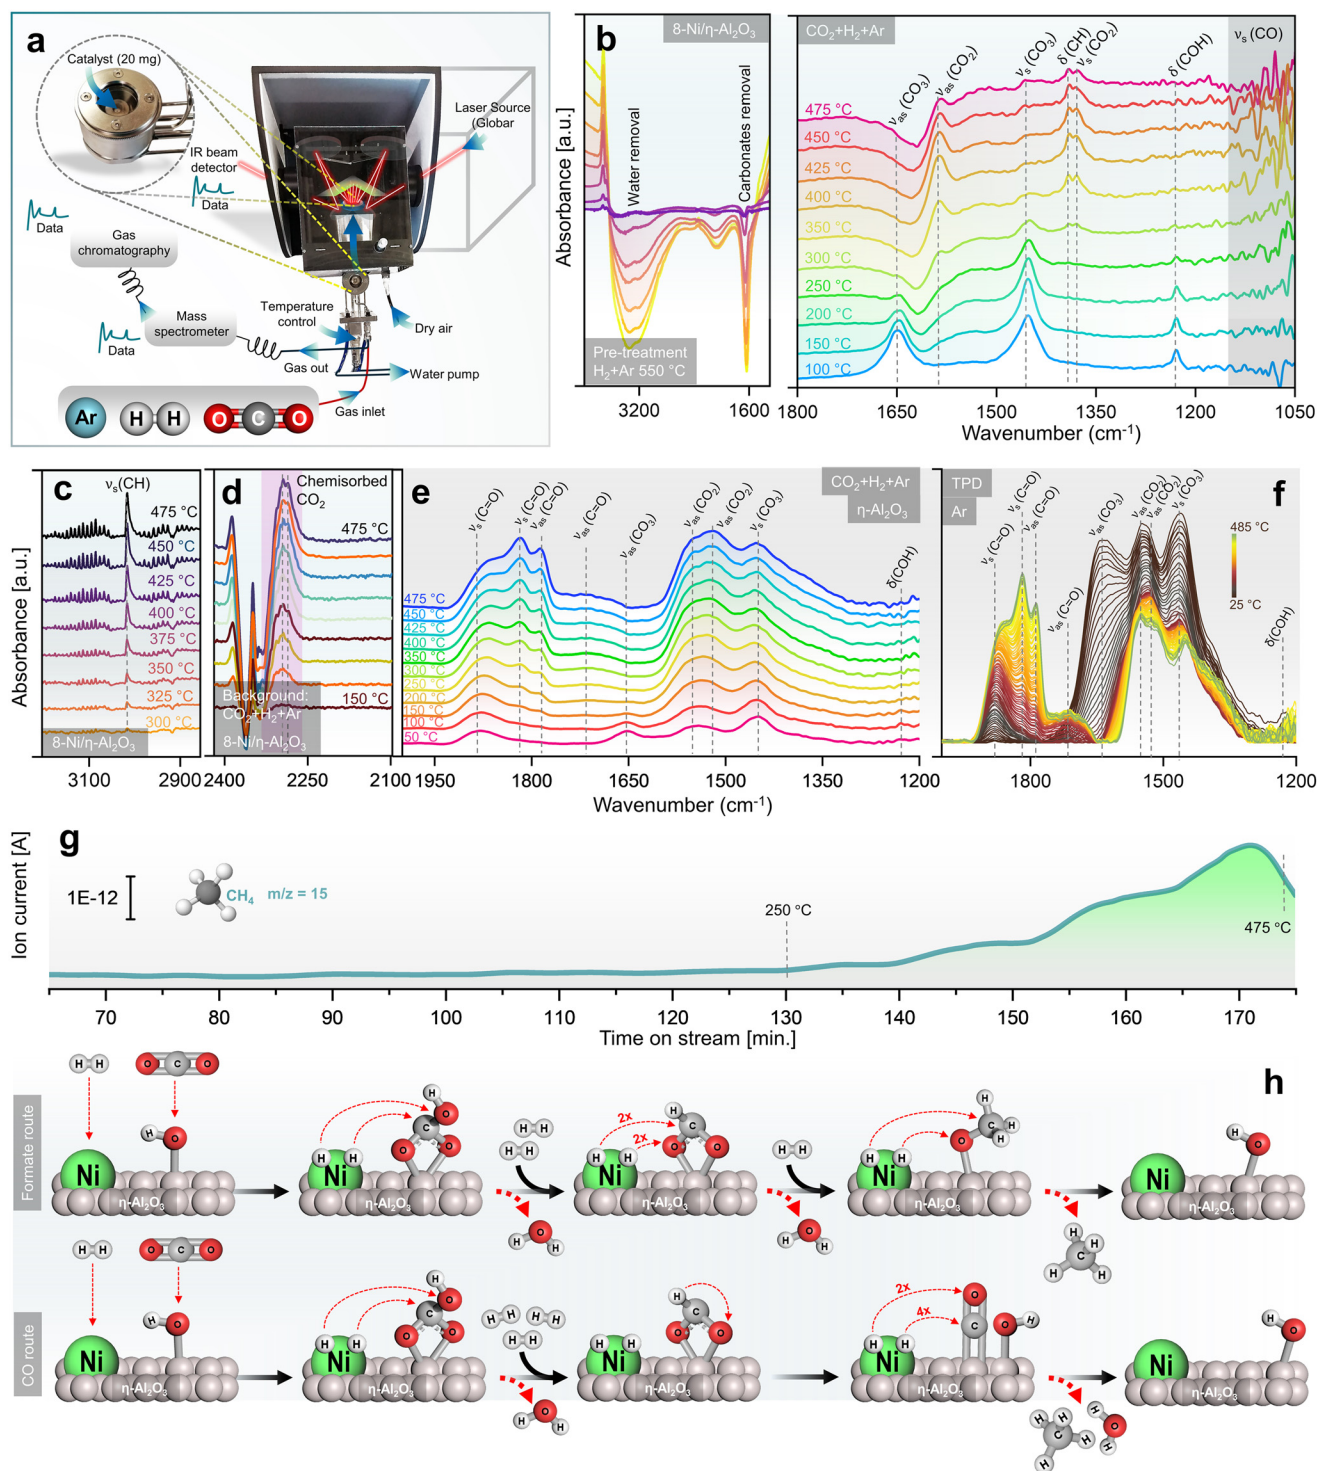 a
Catalyst (20 mg)
Laser Source
(Globar
IR beam
detector
Data
Data
Gas
chromatography
Temperature
control
Mass
spectrometer
Dry air
Data
Gas out
Water pump
Gas inlet
Ar
H H
O C O
b
8-Ni/η-Al₂O₃
Absorbance [a.u.]
Water removal
Carbonates removal
Pre-treatment
H₂+Ar 550 °C
3200
1600
CO₂+H₂+Ar
νas (CO₃)
νas (CO₂)
νs (CO₃)
δ (CH)
νs (CO₂)
δ (COH)
νs (CO)
475 °C
450 °C
425 °C
400 °C
350 °C
300 °C
250 °C
200 °C
150 °C
100 °C
1800
1650
1500
1350
1200
1050
Wavenumber (cm⁻¹)
c
νs(CH)
Absorbance [a.u.]
475 °C
450 °C
425 °C
400 °C
375 °C
350 °C
325 °C
300 °C
8-Ni/η-Al₂O₃
3100
2900
d
Chemisorbed
CO₂
475 °C
150 °C
Background:
CO₂+H₂+Ar
8-Ni/η-Al₂O₃
2400
2250
2100
e
CO₂+H₂+Ar
η-Al₂O₃
νs (C=O)
νs (C=O)
νas (C=O)
νas (C=O)
νas (CO₃)
νas (CO₂)
νas (CO₂)
νs (CO₃)
δ(COH)
475 °C
450 °C
425 °C
400 °C
350 °C
300 °C
250 °C
200 °C
150 °C
100 °C
50 °C
1950
1800
1650
1500
1350
1200
Wavenumber (cm⁻¹)
f
TPD
Ar
νs (C=O)
νs (C=O)
νas (C=O)
νas (C=O)
νas (CO₃)
νas (CO₂)
νas (CO₂)
νs (CO₃)
δ(COH)
485 °C
25 °C
1800
1500
1200
g
Ion current [A]
1E-12
CH₄ m/z = 15
250 °C
475 °C
70
80
90
100
110
120
130
140
150
160
170
Time on stream [min.]
h
Formate route
H H
O C O
H O
Ni
η-Al₂O₃
H
O
C
O O
H H
Ni
η-Al₂O₃
H H
H H
H O H
H
C
2x
2x
O O
H H
Ni
η-Al₂O₃
H H
H O H
H
C H
O H
H H
Ni
η-Al₂O₃
H H
C
H H
H O
Ni
η-Al₂O₃
CO route
H H
O C O
H O
Ni
η-Al₂O₃
H
O
C
O O
H H
Ni
η-Al₂O₃
H H H H
H H
H O H
H
C
O O
H H
Ni
η-Al₂O₃
2x
4x
O
C
O H
H H
Ni
η-Al₂O₃
H H
C H
H
H O
H
H O
Ni
η-Al₂O₃